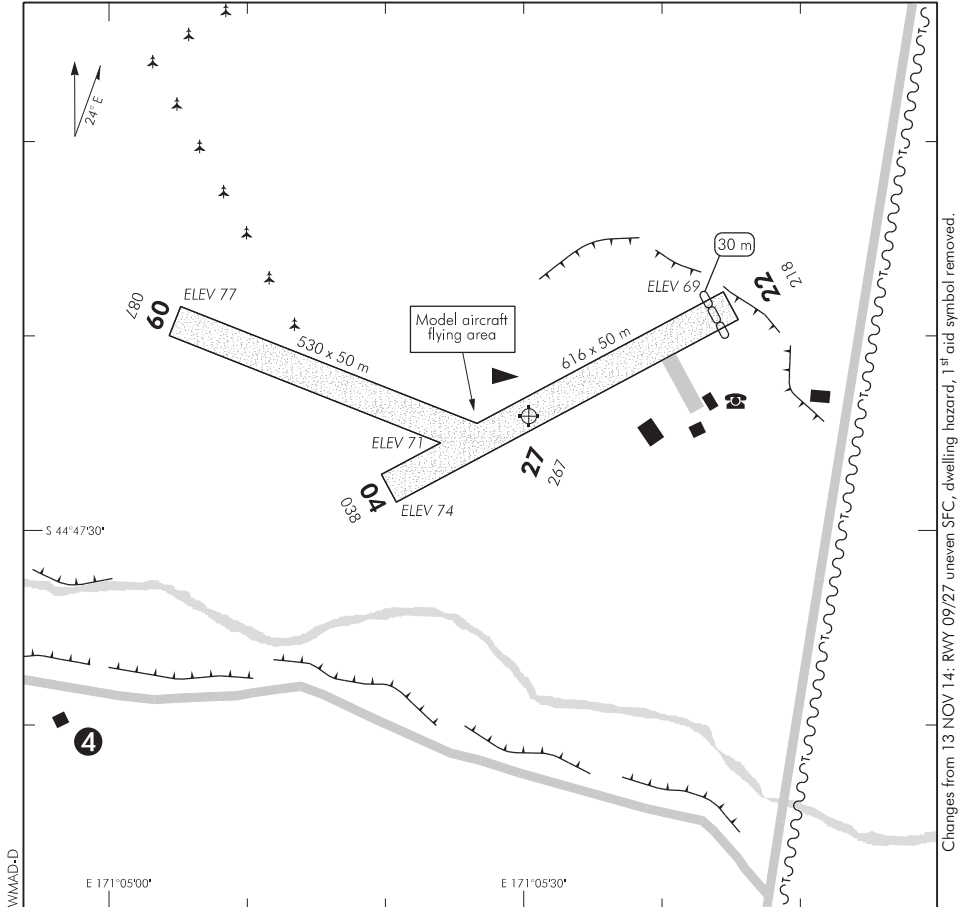 24° E
30 m
ELEV 69
22
218
087
09
ELEV 77
Model aircraft
flying area
530 x 50 m
616 x 50 m
ELEV 71
27
267
04
038
ELEV 74
S 44°47'30"
4
E 171°05'00"
E 171°05'30"
WMAD-D
Changes from 13 NOV 14: RWY 09/27 uneven SFC, dwelling hazard, 1st aid symbol removed.